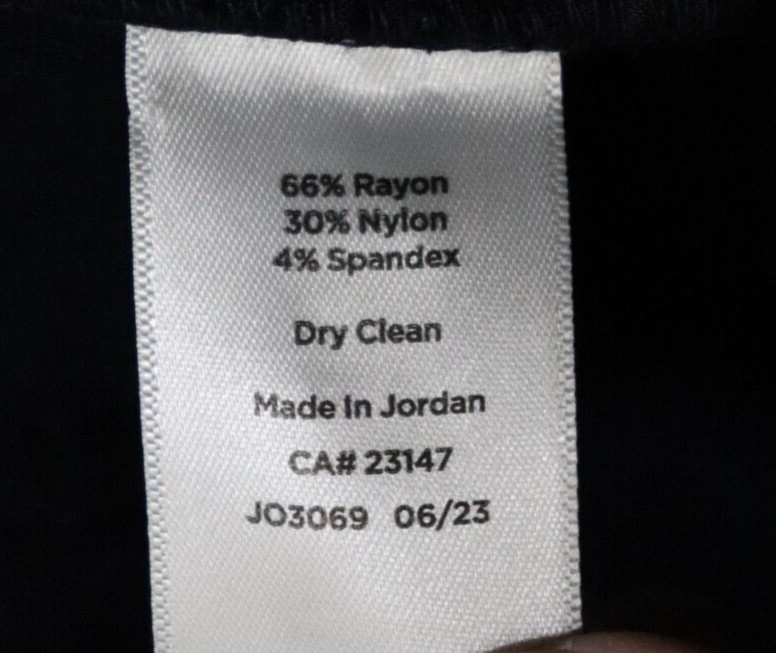 66% Rayon
30% Nylon
4% Spandex
Dry Clean
Made In Jordan
CA# 23147
JO3069 06/23